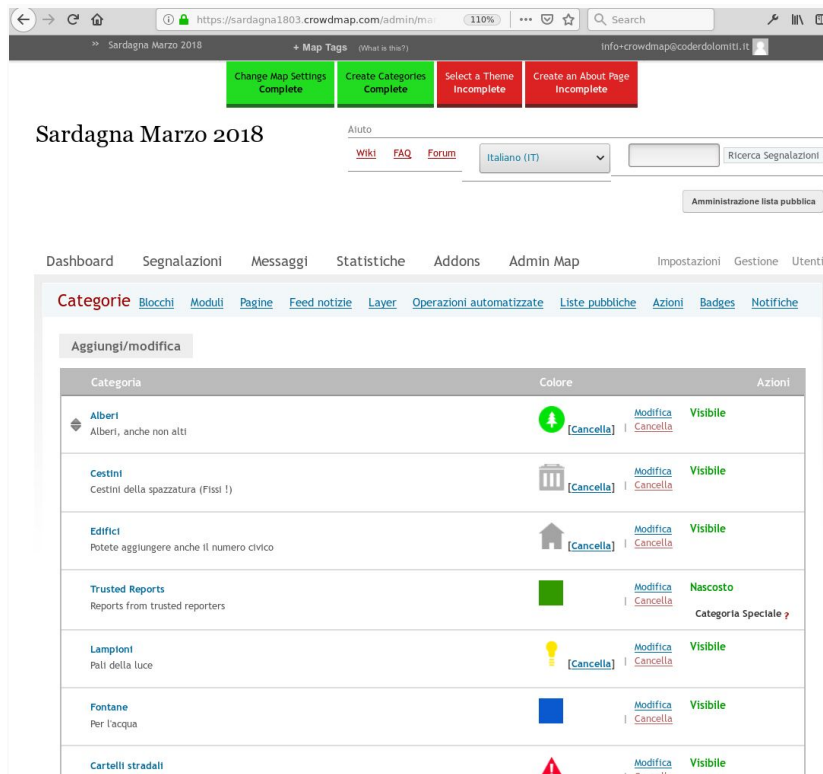 https://sardagna1803.crowdmap.com/admin/ma
110%
Search
» Sardagna Marzo 2018
+ Map Tags (What is this?)
info+crowdmap@coderdolomiti.it
Change Map Settings
Complete
Create Categories
Complete
Select a Theme
Incomplete
Create an About Page
Incomplete
Sardagna Marzo 2018
Aiuto
Wiki FAQ Forum
Italiano (IT)
Ricerca Segnalazioni
Amministrazione lista pubblica
Dashboard Segnalazioni Messaggi Statistiche Addons Admin Map Impostazioni Gestione Utenti
Categorie Blocchi Moduli Pagine Feed notizie Layer Operazioni automatizzate Liste pubbliche Azioni Badges Notifiche
Aggiungi/modifica
Categoria Colore Azioni
Alberi
Alberi, anche non alti
[Cancella] Modifica | Cancella Visibile
Cestini
Cestini della spazzatura (Fissi !)
[Cancella] Modifica | Cancella Visibile
Edifici
Potete aggiungere anche il numero civico
[Cancella] Modifica | Cancella Visibile
Trusted Reports
Reports from trusted reporters
Modifica | Cancella Nascosto
Categoria Speciale ?
Lampioni
Pali della luce
[Cancella] Modifica | Cancella Visibile
Fontane
Per l'acqua
Modifica | Cancella Visibile
Cartelli stradali
Modifica Visibile